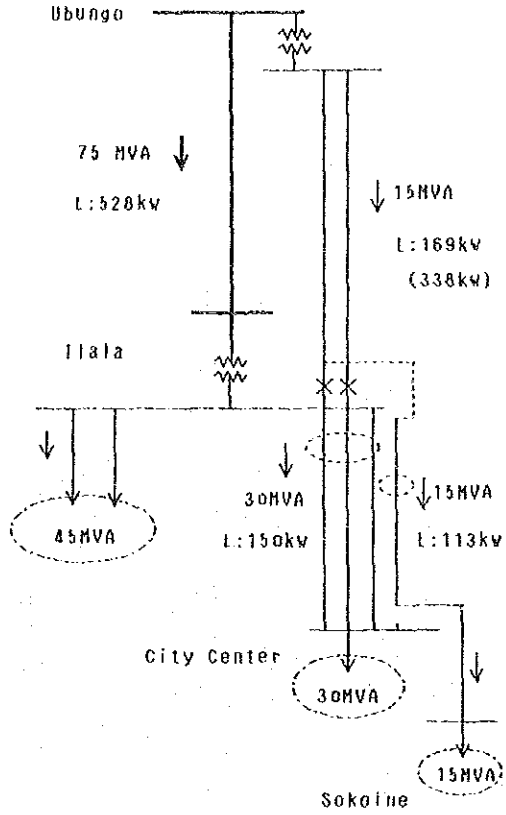 Ubungo
75 MVA
L:528kw
15MVA
L:169kw
(338kw)
Ilala
30MVA
L:150kw
15MVA
L:113kw
45MVA
City Center
30MVA
15MVA
Sokoine